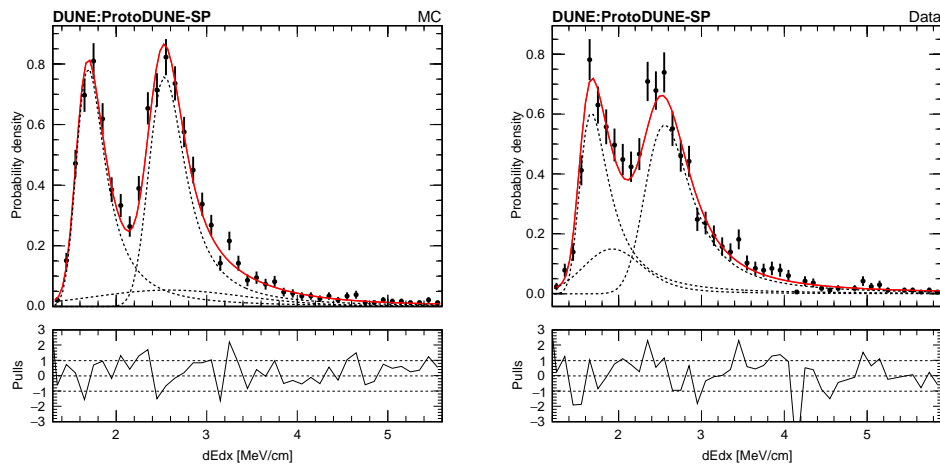 DUNE:ProtoDUNE-SP MC
Probability density
0.8
0.6
0.4
0.2
0.0
Pulls
3
2
1
0
−1
−2
−3
2 3 4 5
dEdx [MeV/cm]
DUNE:ProtoDUNE-SP Data
Probability density
0.8
0.6
0.4
0.2
0.0
Pulls
3
2
1
0
−1
−2
−3
2 3 4 5
dEdx [MeV/cm]